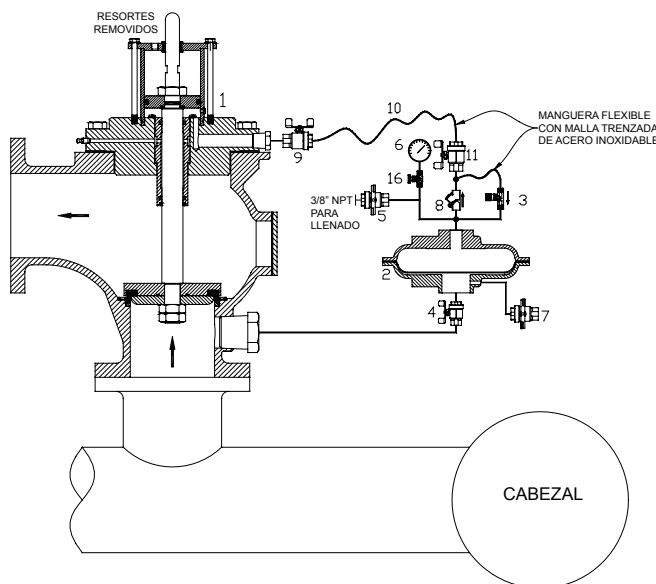 RESORTES
REMOVIDOS
1
10
MANGUERA FLEXIBLE
CON MALLA TRENZADA
DE ACERO INOXIDABLE
6
9
11
16
3/8" NPT
PARA
LLENADO
5
8
3
2
4
7
CABEZAL